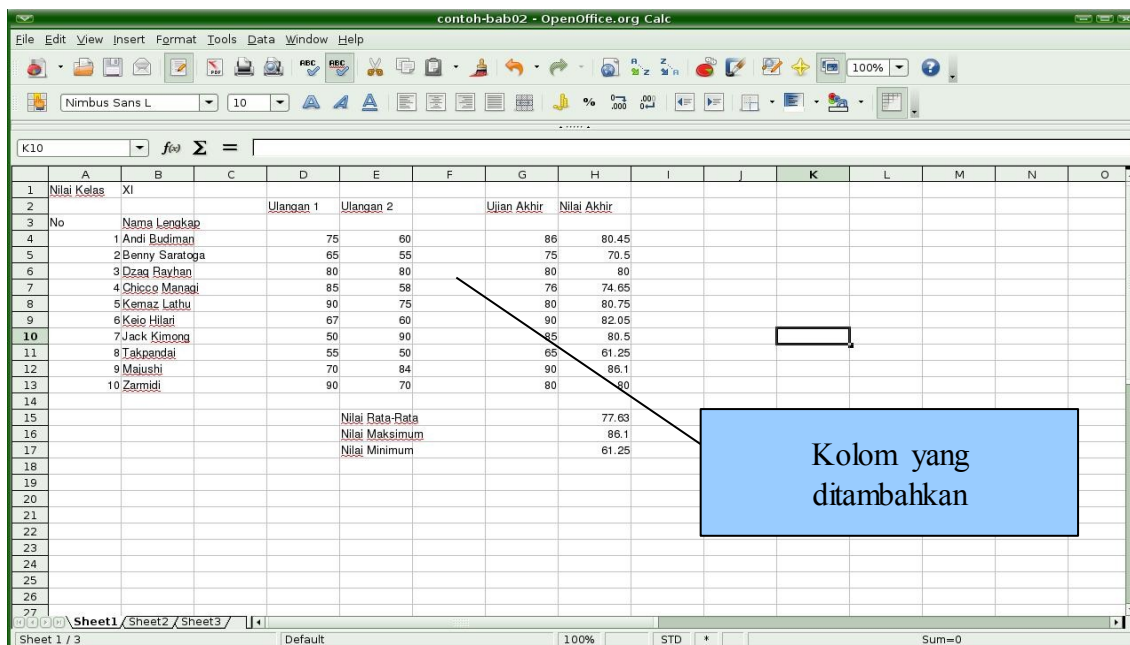 contoh-bab02 - OpenOffice.org Calc
File Edit View Insert Format Tools Data Window Help
100%
Nimbus Sans L 10
K10 f(x) Σ =
A B C D E F G H I J K L M N O
1 Nilai Kelas XI
2 Ulangan 1 Ulangan 2 Ujian Akhir Nilai Akhir
3 No Nama Lengkap
4 1 Andi Budiman 75 60 86 80.45
5 2 Benny Saratoga 65 55 75 70.5
6 3 Dzaq Rayhan 80 80 80 80
7 4 Chicco Managi 85 58 76 74.65
8 5 Kemaz Lathu 90 75 80 80.75
9 6 Keio Hilari 67 60 90 82.05
10 7 Jack Kimong 50 90 85 80.5
11 8 Takpandai 55 50 65 61.25
12 9 Majushi 70 84 90 86.1
13 10 Zarmidi 90 70 80 80
14
15 Nilai Rata-Rata 77.63
16 Nilai Maksimum 86.1
17 Nilai Minimum 61.25
18
19
20
21
22
23
24
25
26
27
Kolom yang
ditambahkan
Sheet1 Sheet2 Sheet3
Sheet 1 / 3 Default 100% STD * Sum=0